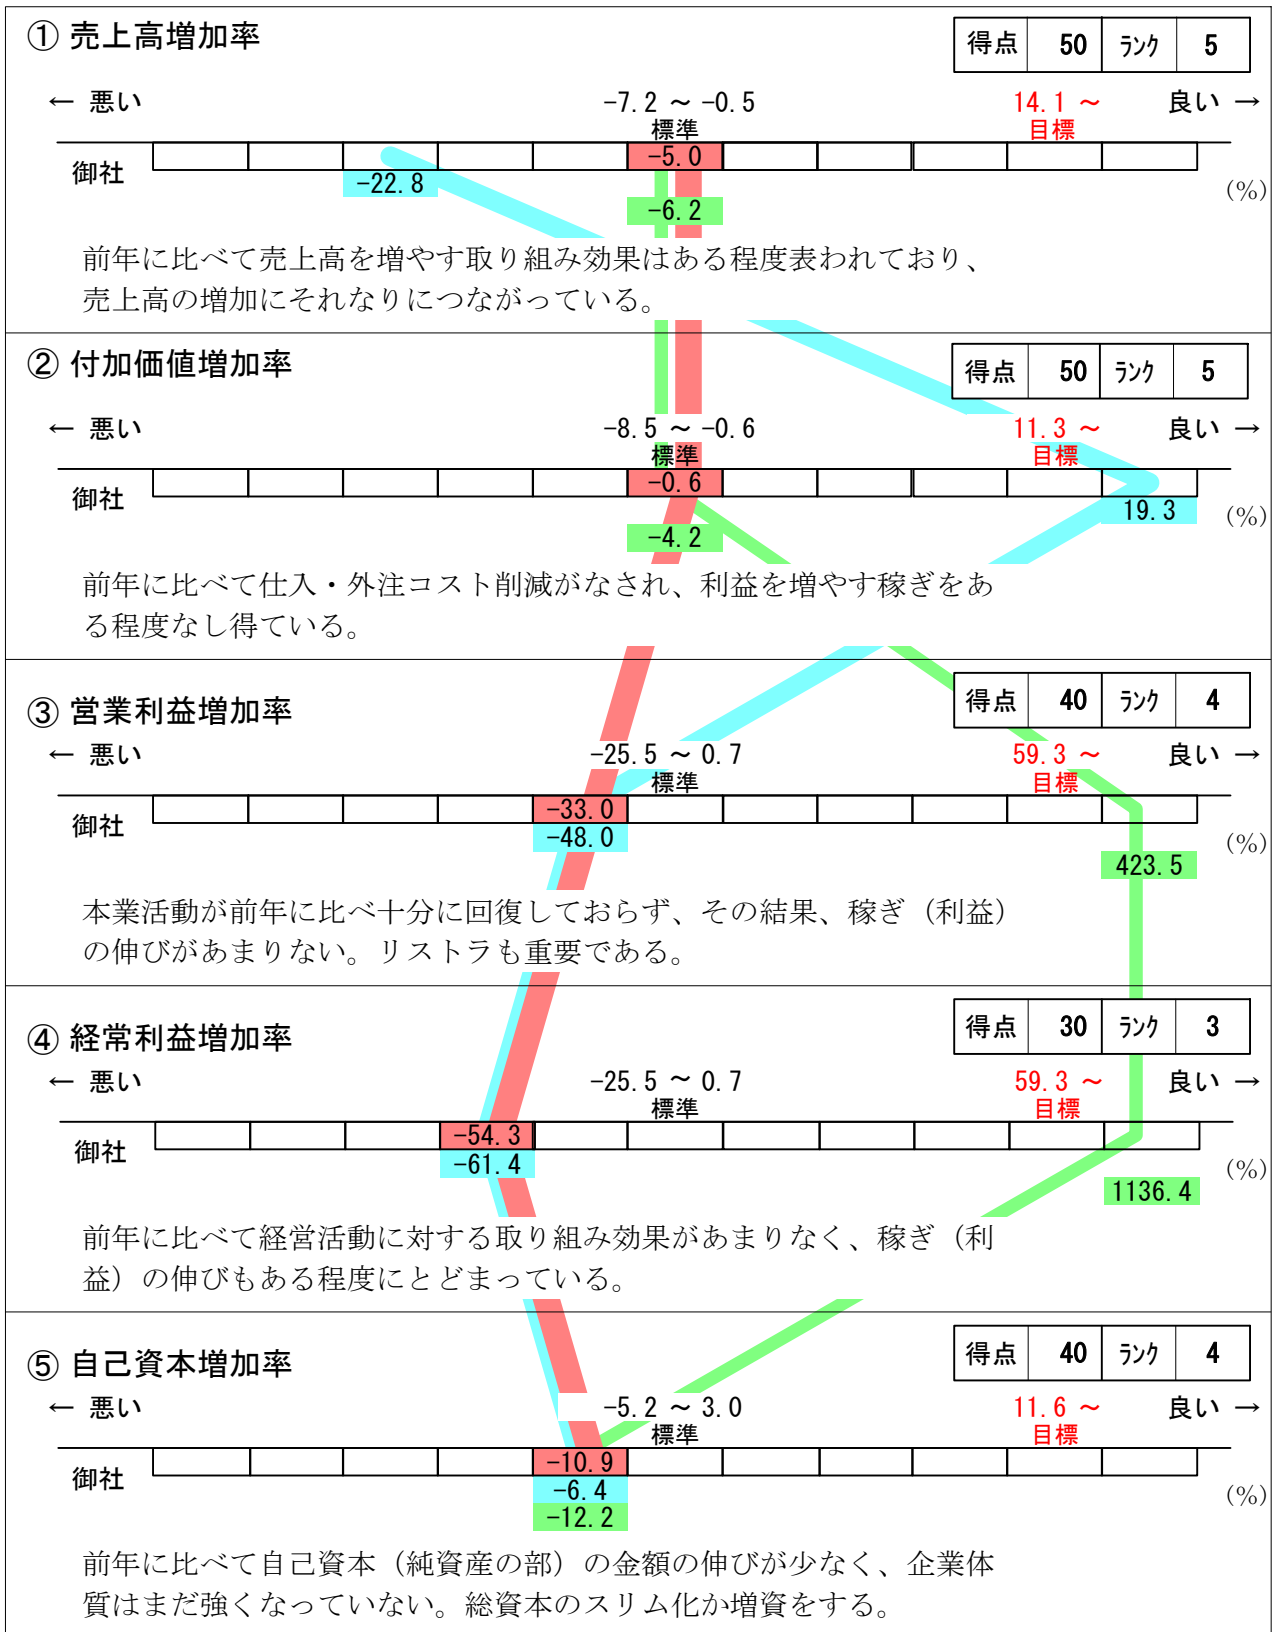 ① 売上高増加率
得点 50 ﾗﾝｸ 5
← 悪い -7.2 ～ -0.5 14.1 ～ 良い →
標準 目標
御社 -5.0
-22.8 (%)
-6.2
前年に比べて売上高を増やす取り組み効果はある程度表われており、
売上高の増加にそれなりにつながっている。
② 付加価値増加率
得点 50 ﾗﾝｸ 5
← 悪い -8.5 ～ -0.6 11.3 ～ 良い →
標準 目標
御社 -0.6
19.3 (%)
-4.2
前年に比べて仕入・外注コスト削減がなされ、利益を増やす稼ぎをあ
る程度なし得ている。
③ 営業利益増加率
得点 40 ﾗﾝｸ 4
← 悪い -25.5 ～ 0.7 59.3 ～ 良い →
標準 目標
御社 -33.0
-48.0 (%)
423.5
本業活動が前年に比べ十分に回復しておらず、その結果、稼ぎ（利益）
の伸びがあまりない。リストラも重要である。
④ 経常利益増加率
得点 30 ﾗﾝｸ 3
← 悪い -25.5 ～ 0.7 59.3 ～ 良い →
標準 目標
御社 -54.3
-61.4 (%)
1136.4
前年に比べて経営活動に対する取り組み効果があまりなく、稼ぎ（利
益）の伸びもある程度にとどまっている。
⑤ 自己資本増加率
得点 40 ﾗﾝｸ 4
← 悪い -5.2 ～ 3.0 11.6 ～ 良い →
標準 目標
御社 -10.9
-6.4 (%)
-12.2
前年に比べて自己資本（純資産の部）の金額の伸びが少なく、企業体
質はまだ強くなっていない。総資本のスリム化か増資をする。